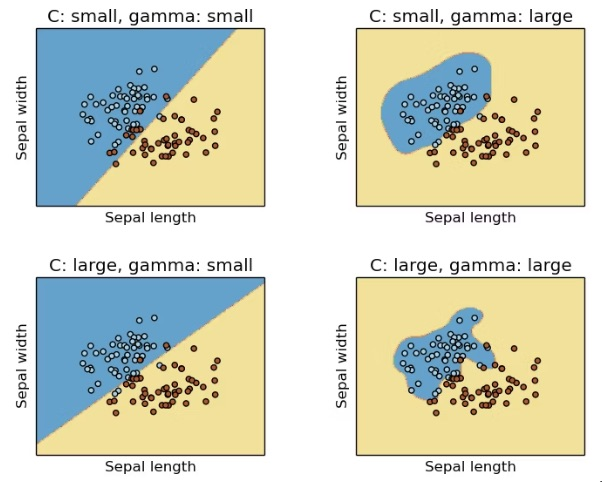 C: small, gamma: small
C: small, gamma: large
Sepal width
Sepal length
Sepal width
Sepal length
C: large, gamma: small
C: large, gamma: large
Sepal width
Sepal length
Sepal width
Sepal length